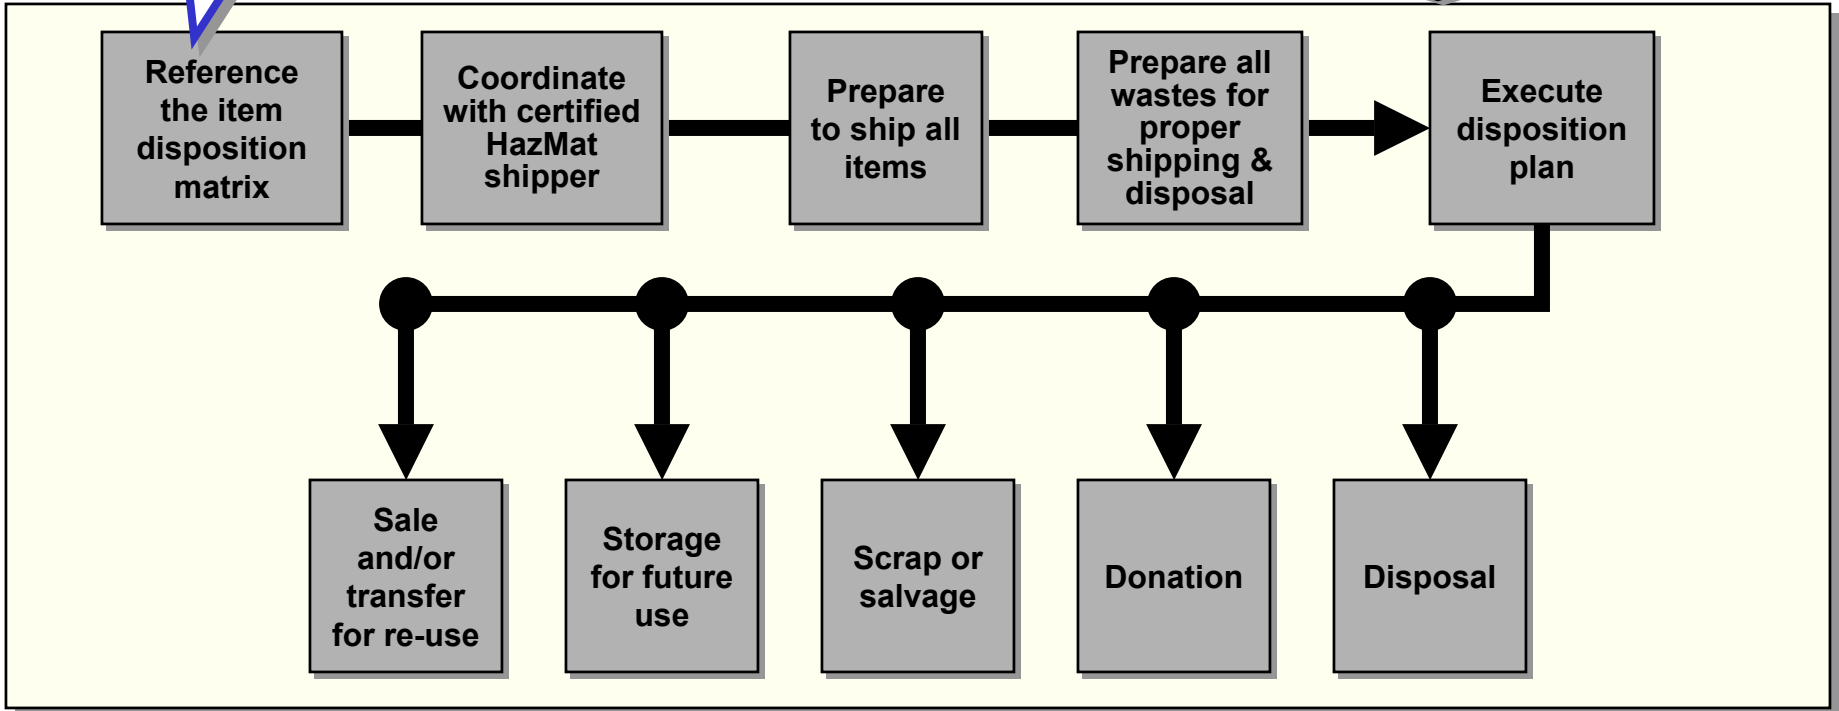 Reference
the item
disposition
matrix
Coordinate
with certified
HazMat
shipper
Prepare
to ship all
items
Prepare all
wastes for
proper
shipping &
disposal
Execute
disposition
plan
Sale
and/or
transfer
for re-use
Storage
for future
use
Scrap or
salvage
Donation
Disposal